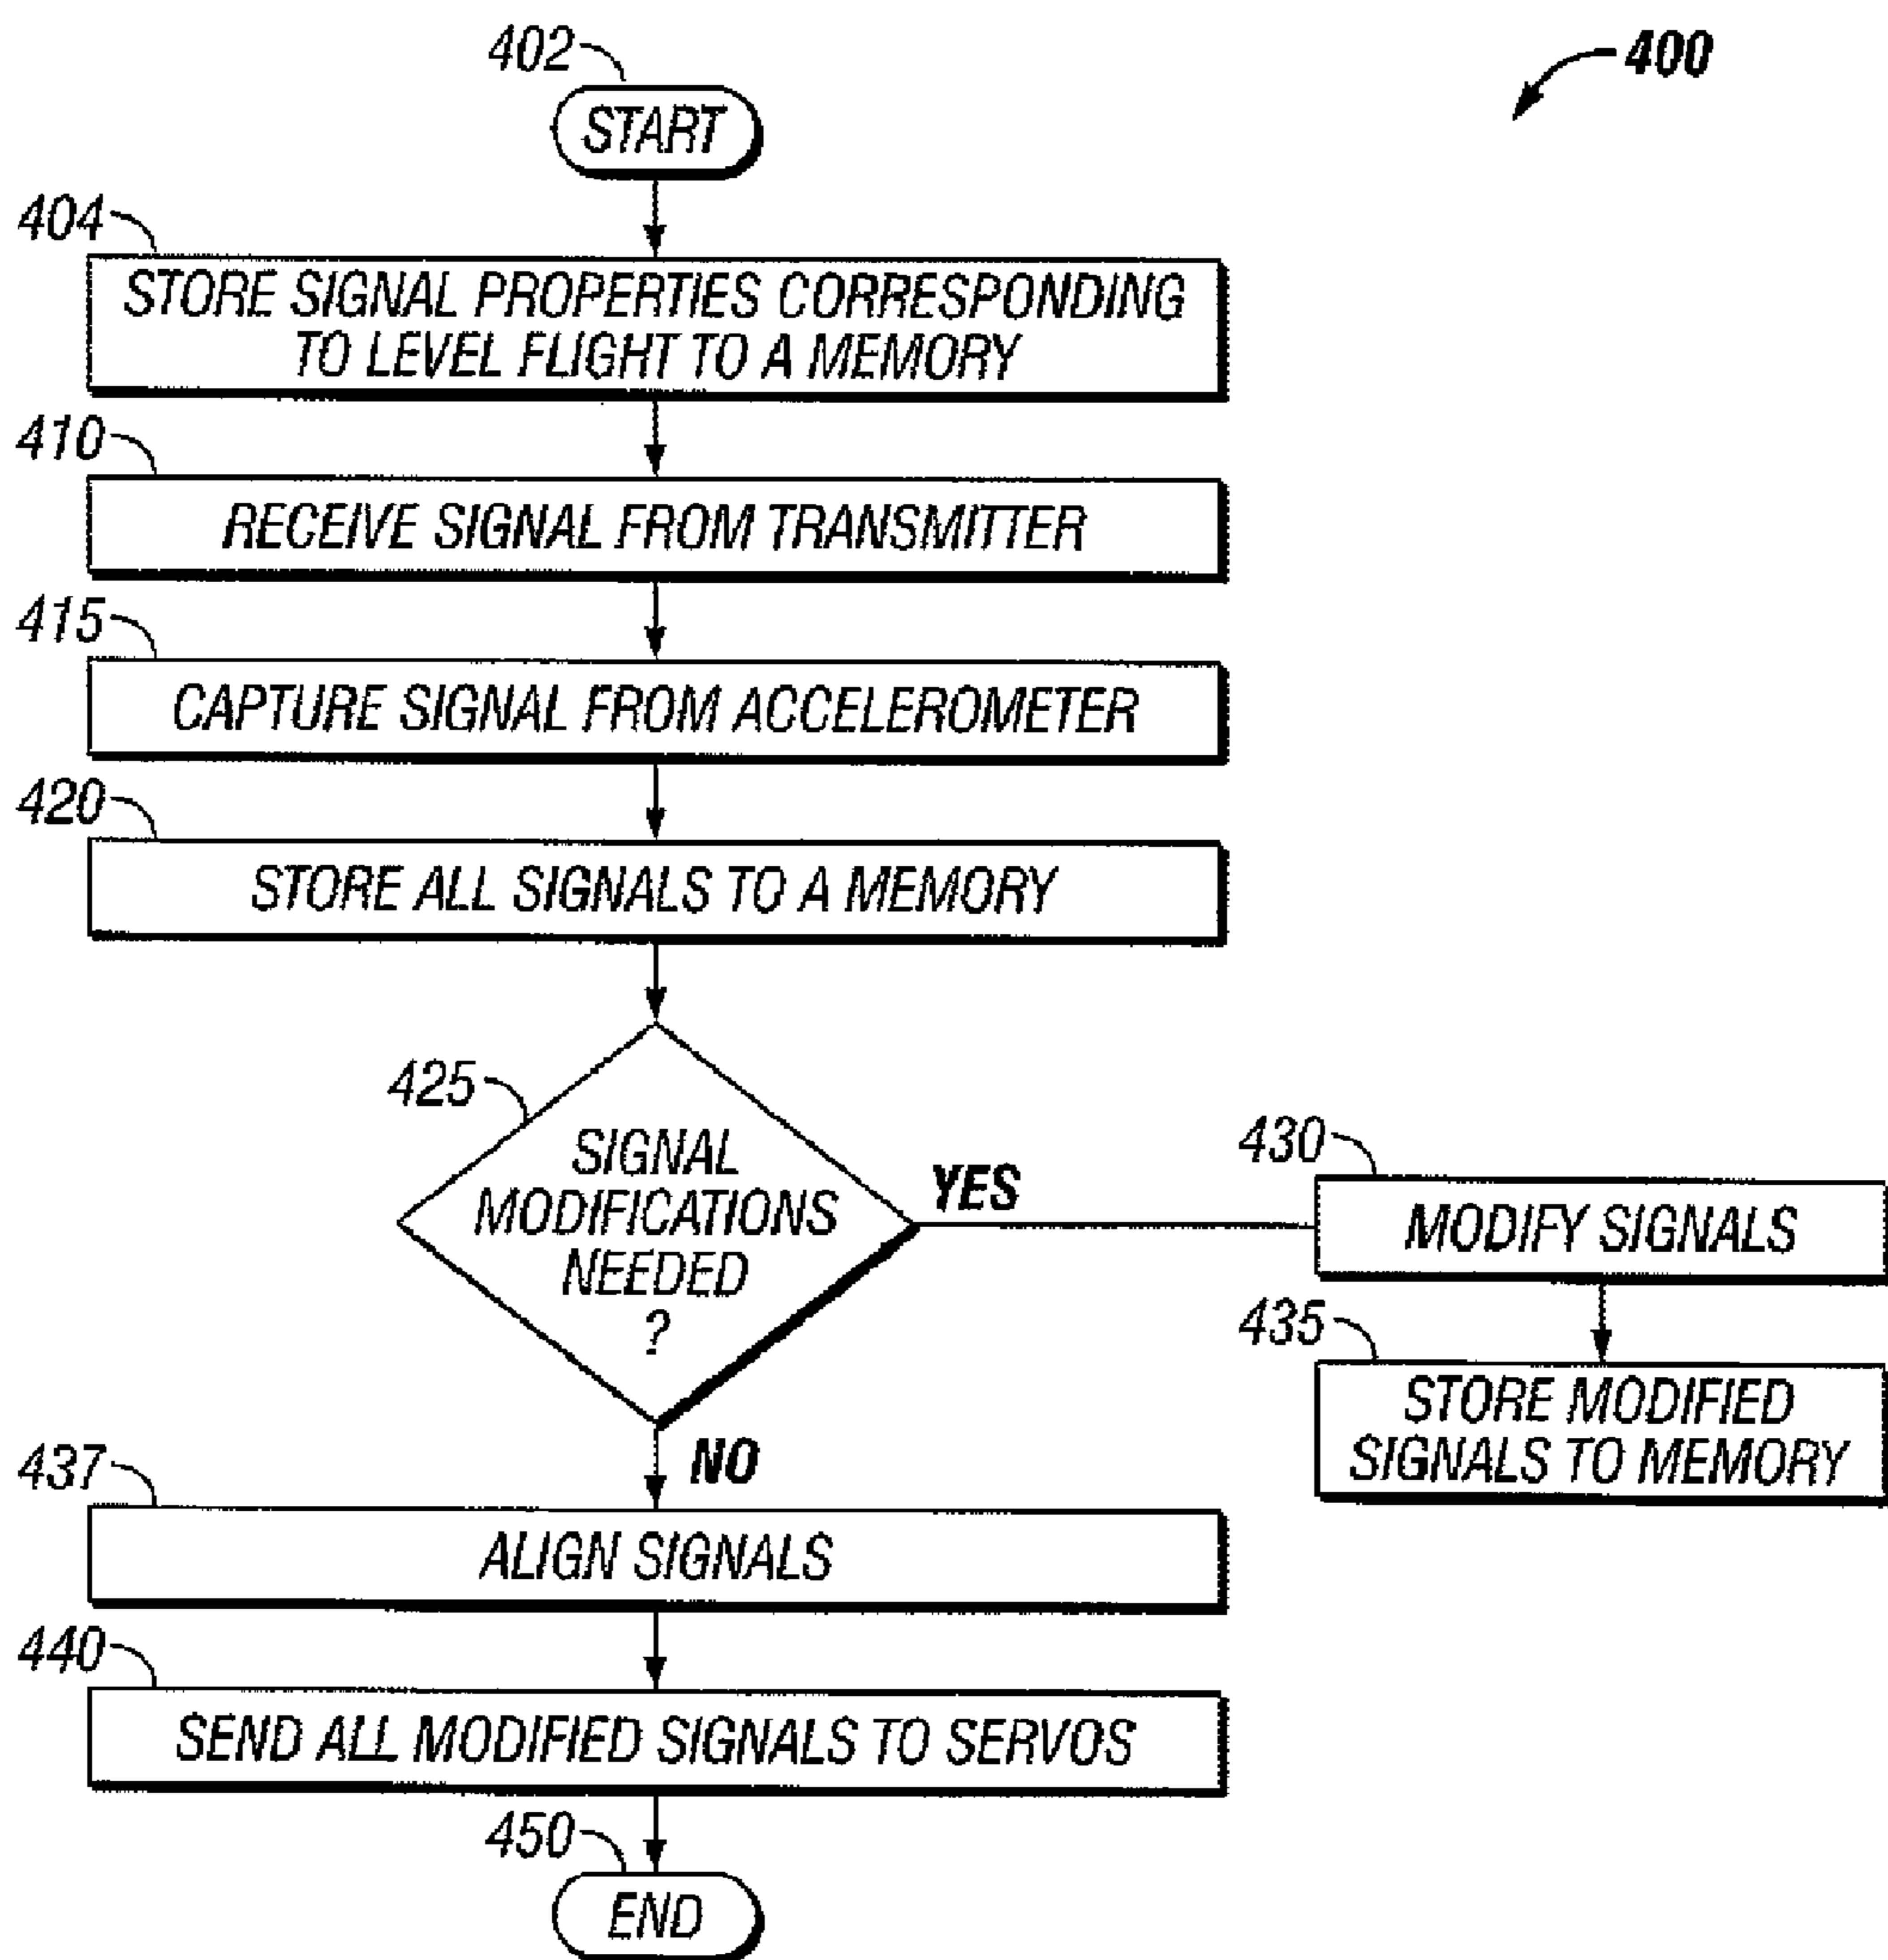 400
402
START
404
STORE SIGNAL PROPERTIES CORRESPONDING
TO LEVEL FLIGHT TO A MEMORY
410
RECEIVE SIGNAL FROM TRANSMITTER
415
CAPTURE SIGNAL FROM ACCELEROMETER
420
STORE ALL SIGNALS TO A MEMORY
425
SIGNAL
MODIFICATIONS
NEEDED
?
YES
430
MODIFY SIGNALS
435
STORE MODIFIED
SIGNALS TO MEMORY
NO
437
ALIGN SIGNALS
440
SEND ALL MODIFIED SIGNALS TO SERVOS
450
END